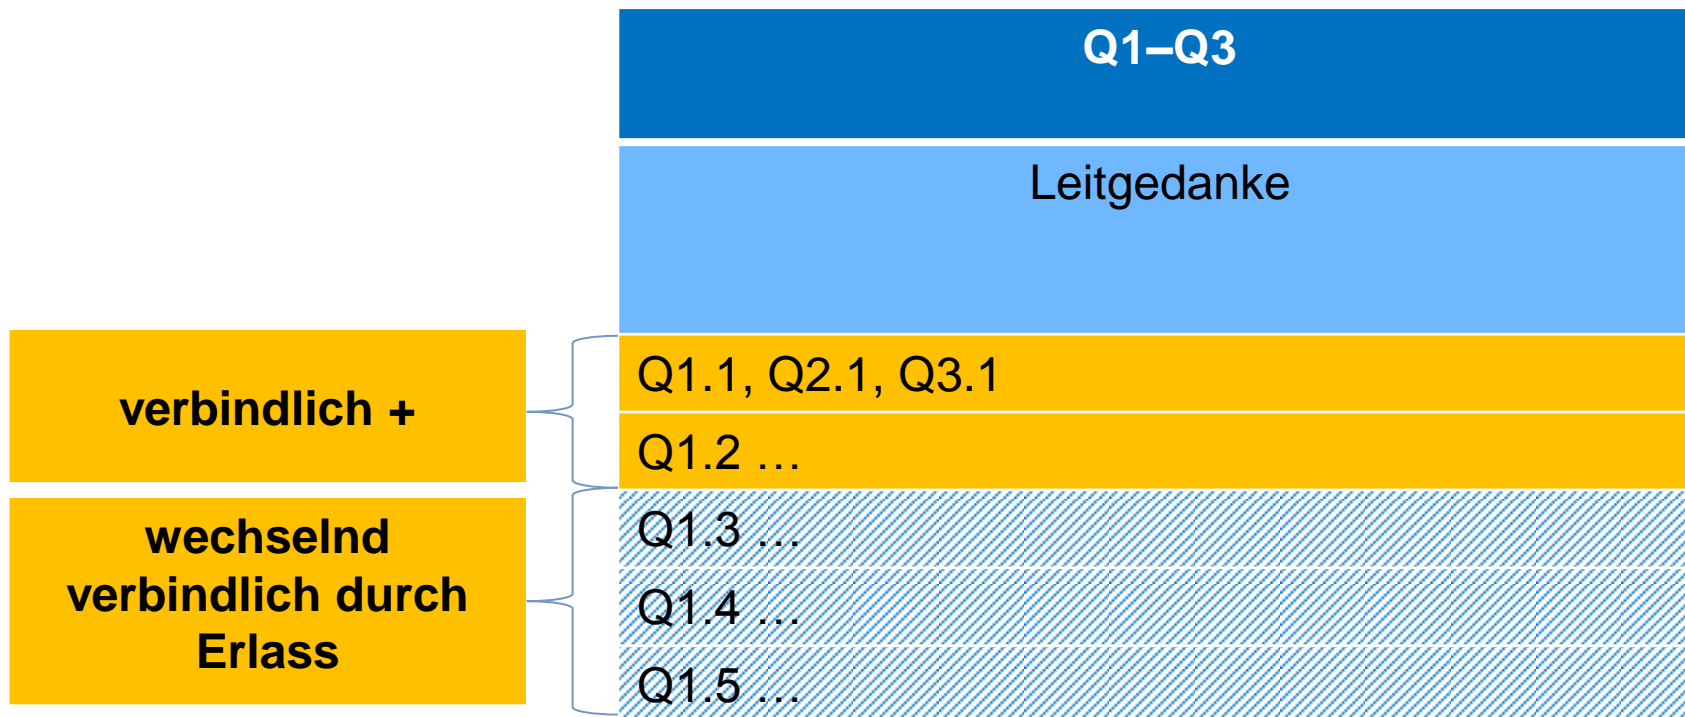 Q1–Q3
Leitgedanke
verbindlich +
Q1.1, Q2.1, Q3.1
Q1.2 …
wechselnd
verbindlich durch
Erlass
Q1.3 …
Q1.4 …
Q1.5 …